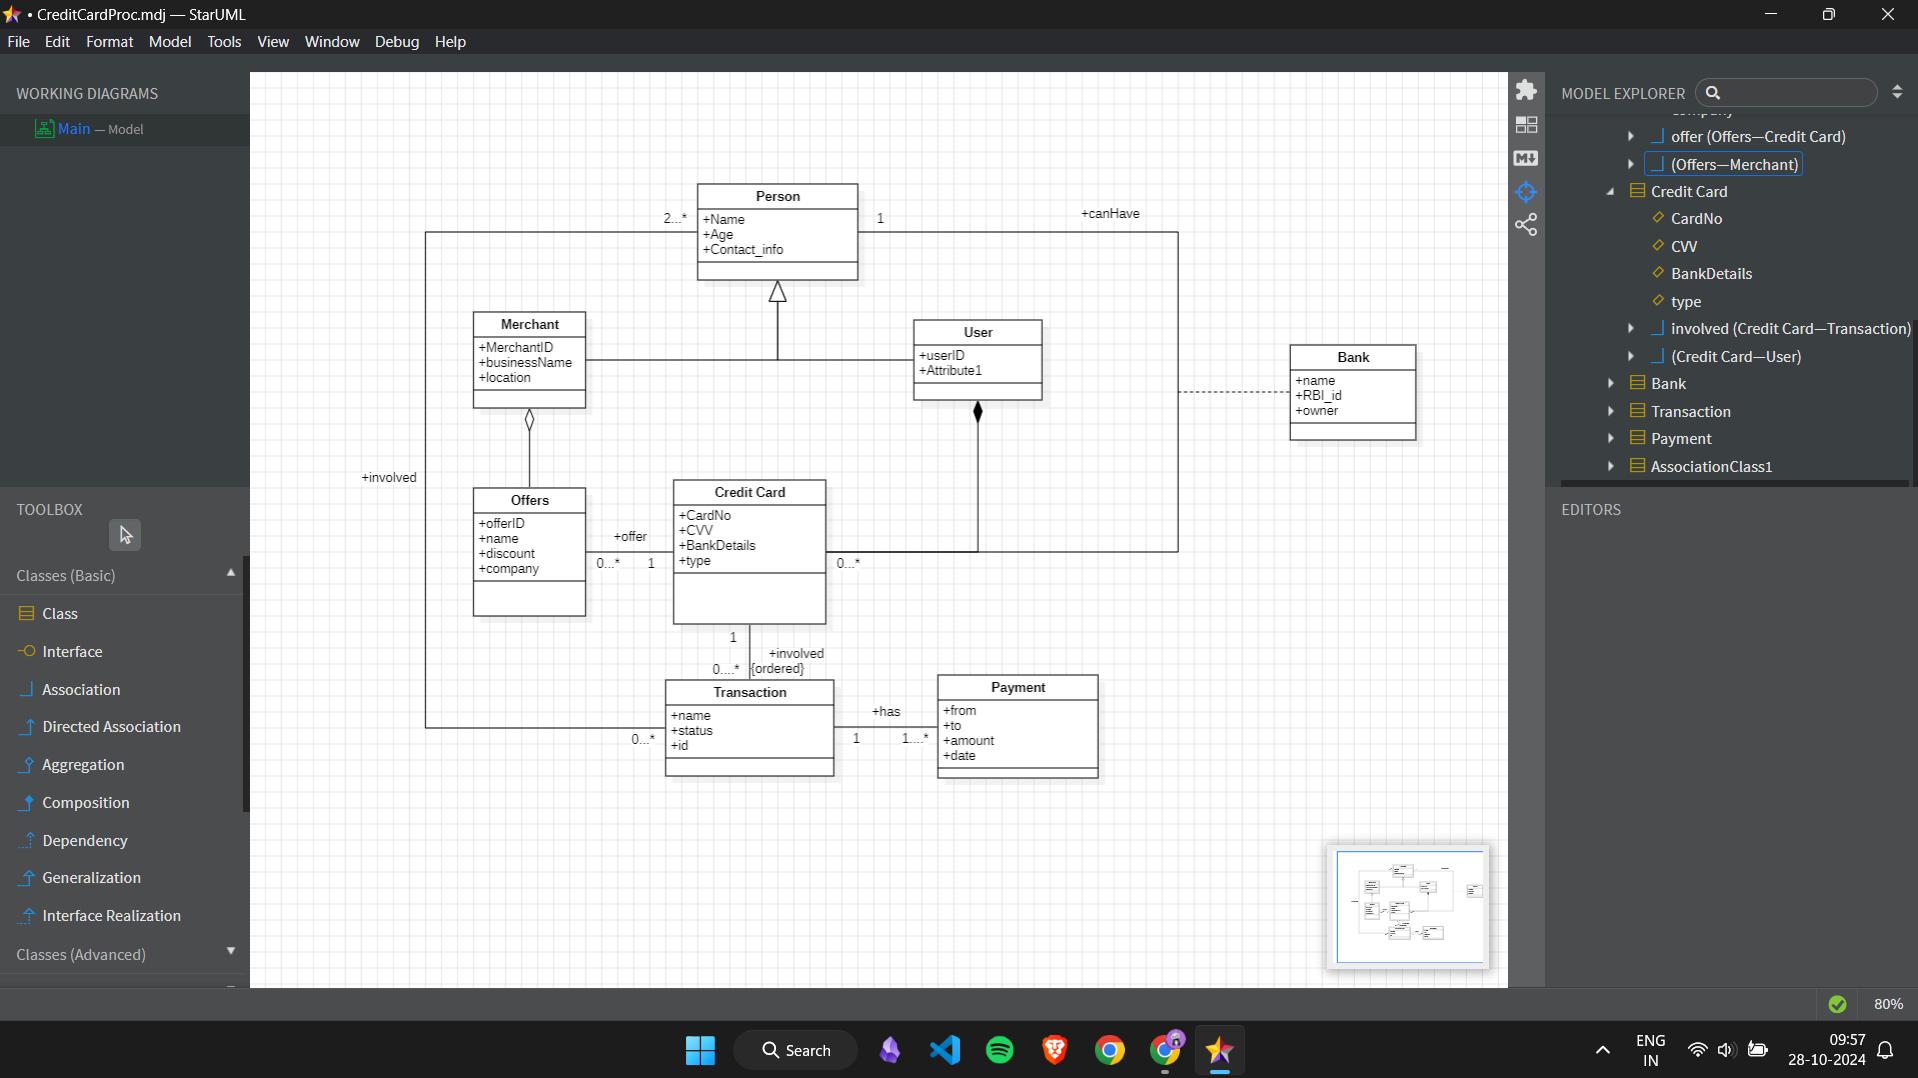 • CreditCardProc.mdj — StarUML
File Edit Format Model Tools View Window Debug Help
WORKING DIAGRAMS
Main — Model
TOOLBOX
Classes (Basic)
Class
Interface
Association
Directed Association
Aggregation
Composition
Dependency
Generalization
Interface Realization
Classes (Advanced)
Person
+Name
+Age
+Contact_info
2...*
1
+canHave
Merchant
+MerchantID
+businessName
+location
User
+userID
+Attribute1
Bank
+name
+RBI_id
+owner
+involved
Offers
+offerID
+name
+discount
+company
+offer
0...*
1
Credit Card
+CardNo
+CVV
+BankDetails
+type
0...*
1
+involved
0....*
{ordered}
Transaction
+name
+status
+id
0...*
+has
1
1....*
Payment
+from
+to
+amount
+date
MODEL EXPLORER
company
offer (Offers—Credit Card)
(Offers—Merchant)
Credit Card
CardNo
CVV
BankDetails
type
involved (Credit Card—Transaction)
(Credit Card—User)
Bank
Transaction
Payment
AssociationClass1
EDITORS
80%
Search
ENG
IN
09:57
28-10-2024